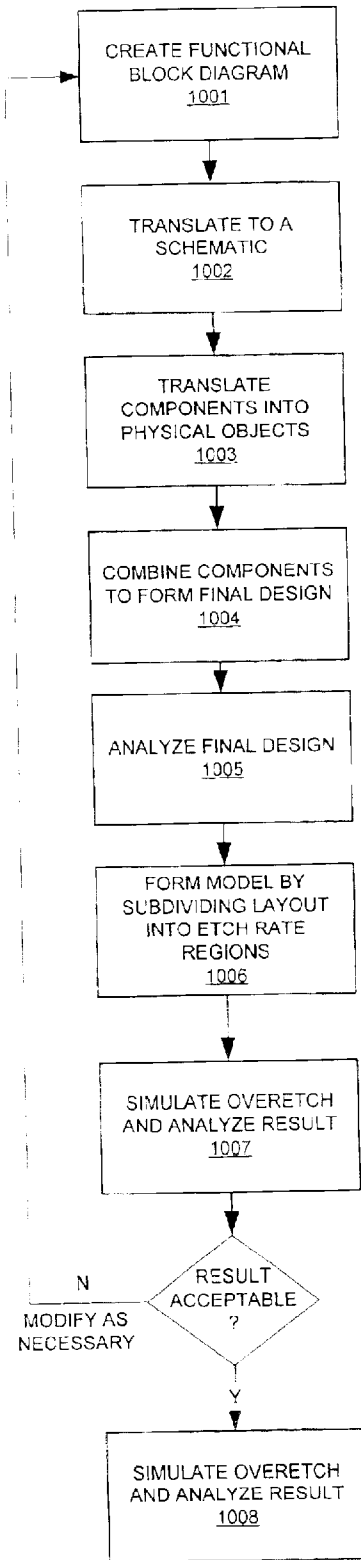 CREATE FUNCTIONAL
BLOCK DIAGRAM
1001
TRANSLATE TO A
SCHEMATIC
1002
TRANSLATE
COMPONENTS INTO
PHYSICAL OBJECTS
1003
COMBINE COMPONENTS
TO FORM FINAL DESIGN
1004
ANALYZE FINAL DESIGN
1005
FORM MODEL BY
SUBDIVIDING LAYOUT
INTO ETCH RATE
REGIONS
1006
SIMULATE OVERETCH
AND ANALYZE RESULT
1007
RESULT
ACCEPTABLE
?
N
MODIFY AS
NECESSARY
Y
SIMULATE OVERETCH
AND ANALYZE RESULT
1008